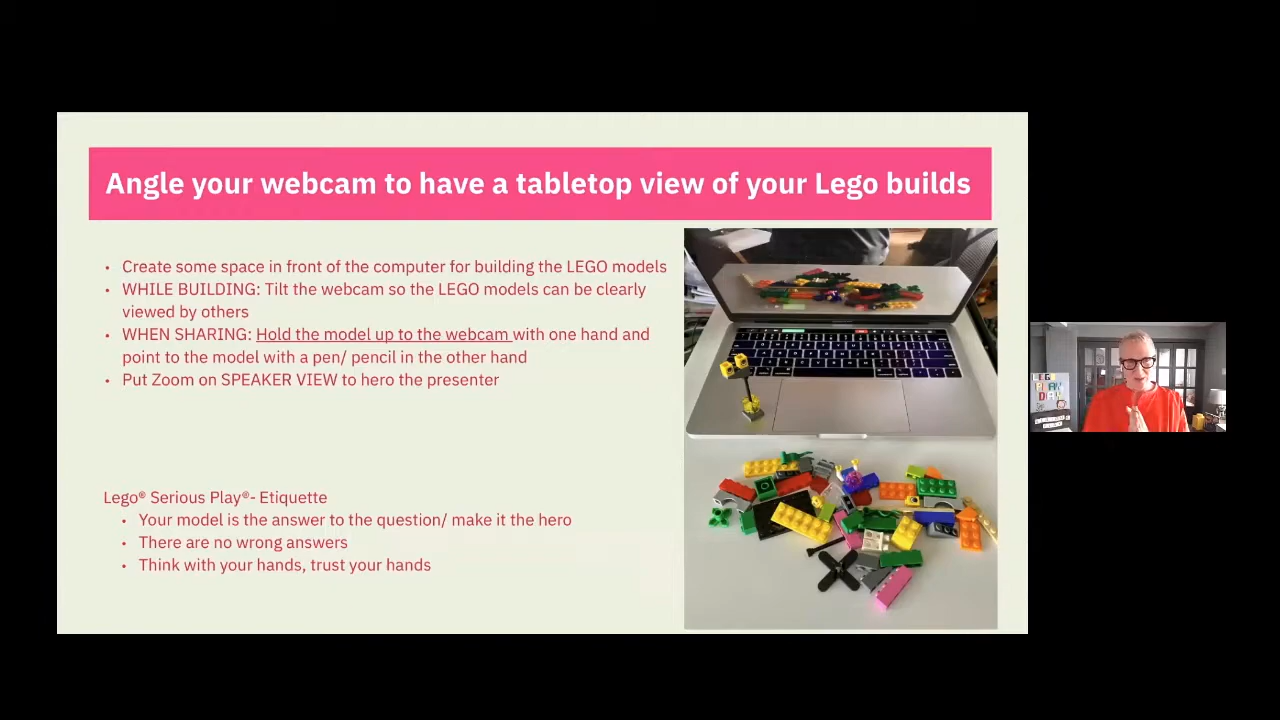 Angle your webcam to have a tabletop view of your Lego builds
• Create some space in front of the computer for building the LEGO models
• WHILE BUILDING: Tilt the webcam so the LEGO models can be clearly
viewed by others
• WHEN SHARING: Hold the model up to the webcam with one hand and
point to the model with a pen/ pencil in the other hand
• Put Zoom on SPEAKER VIEW to hero the presenter
Lego® Serious Play®- Etiquette
• Your model is the answer to the question/ make it the hero
• There are no wrong answers
• Think with your hands, trust your hands